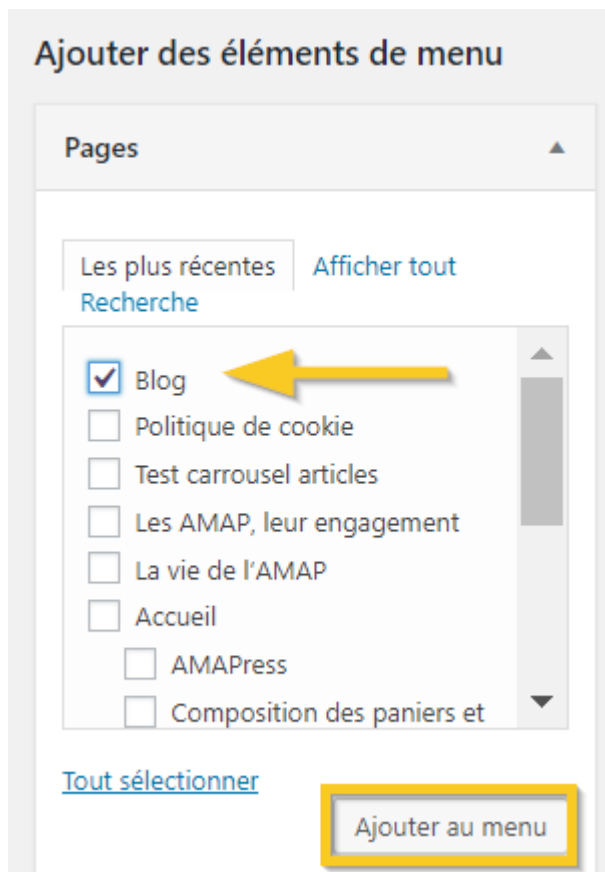 Ajouter des éléments de menu
Pages
Les plus récentes Afficher tout
Recherche
Blog
Politique de cookie
Test carrousel articles
Les AMAP, leur engagement
La vie de l'AMAP
Accueil
AMAPress
Composition des paniers et
Tout sélectionner
Ajouter au menu